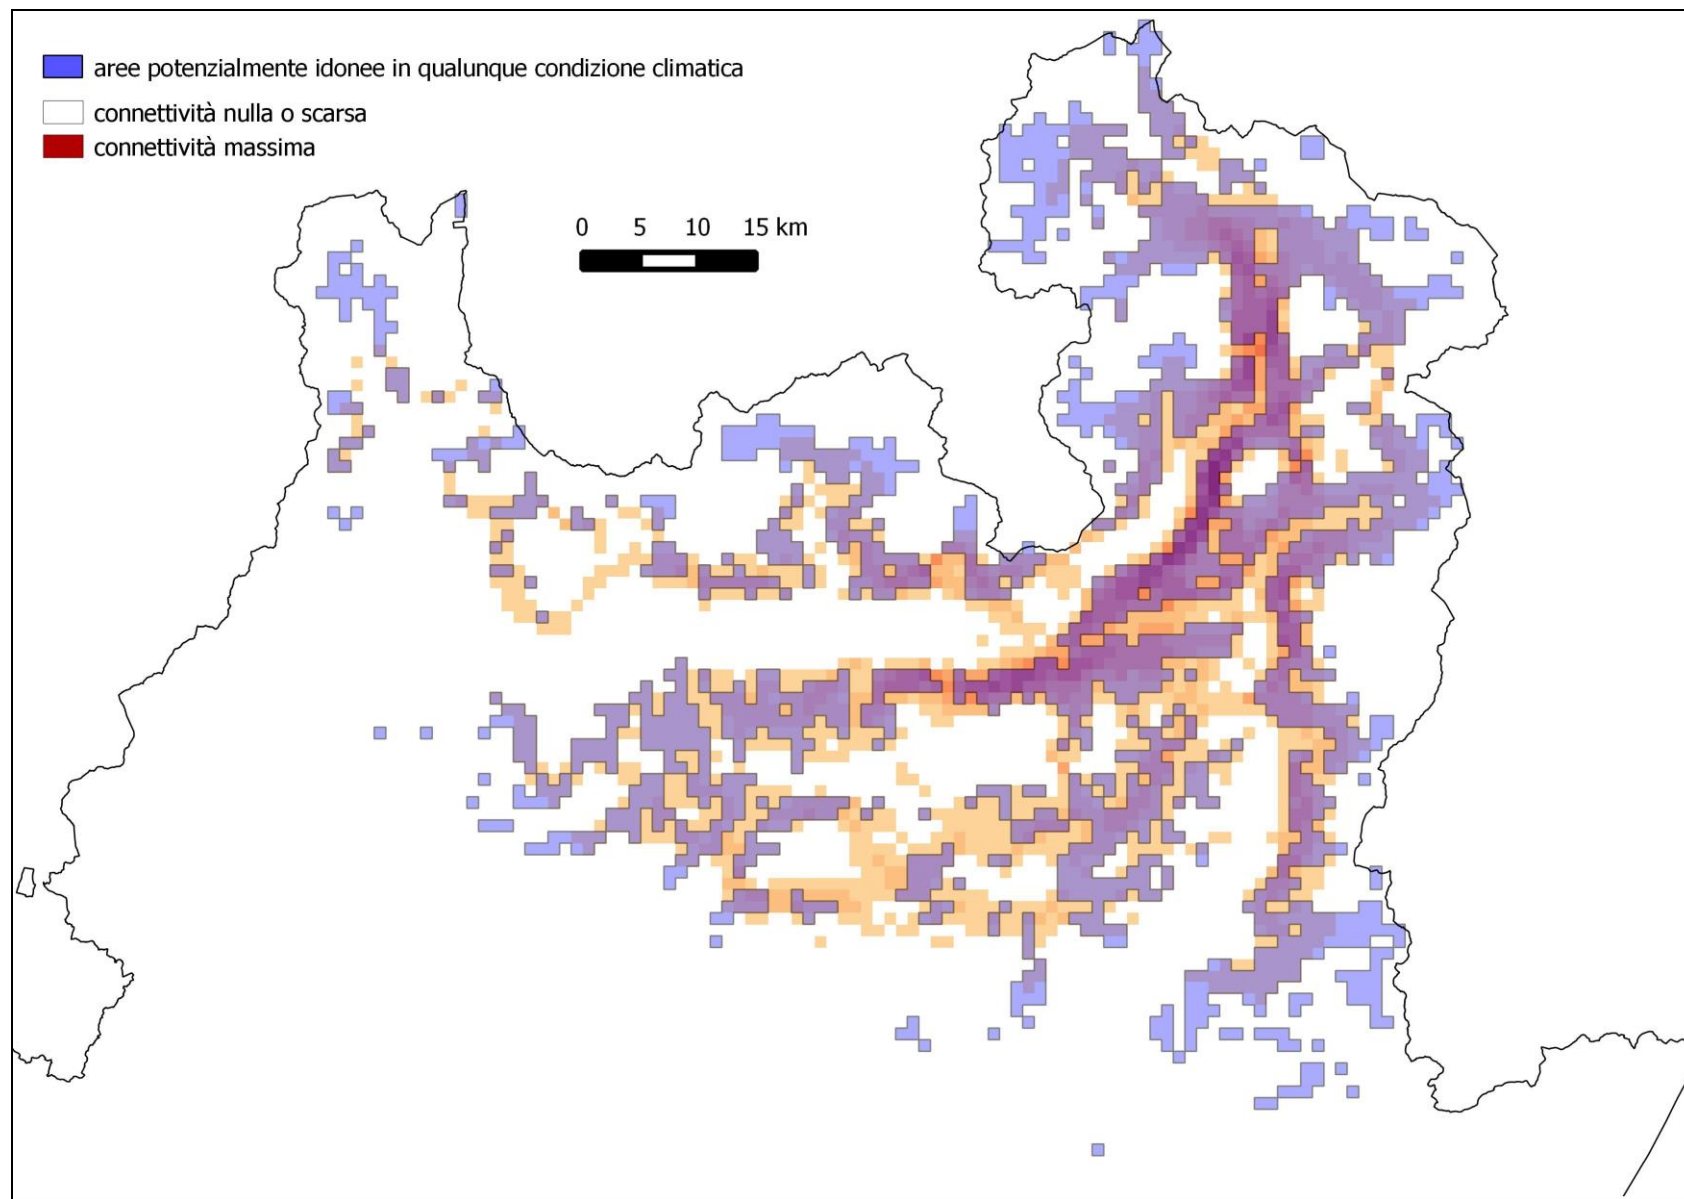 aree potenzialmente idonee in qualunque condizione climatica
connettività nulla o scarsa
connettività massima
0 5 10 15 km